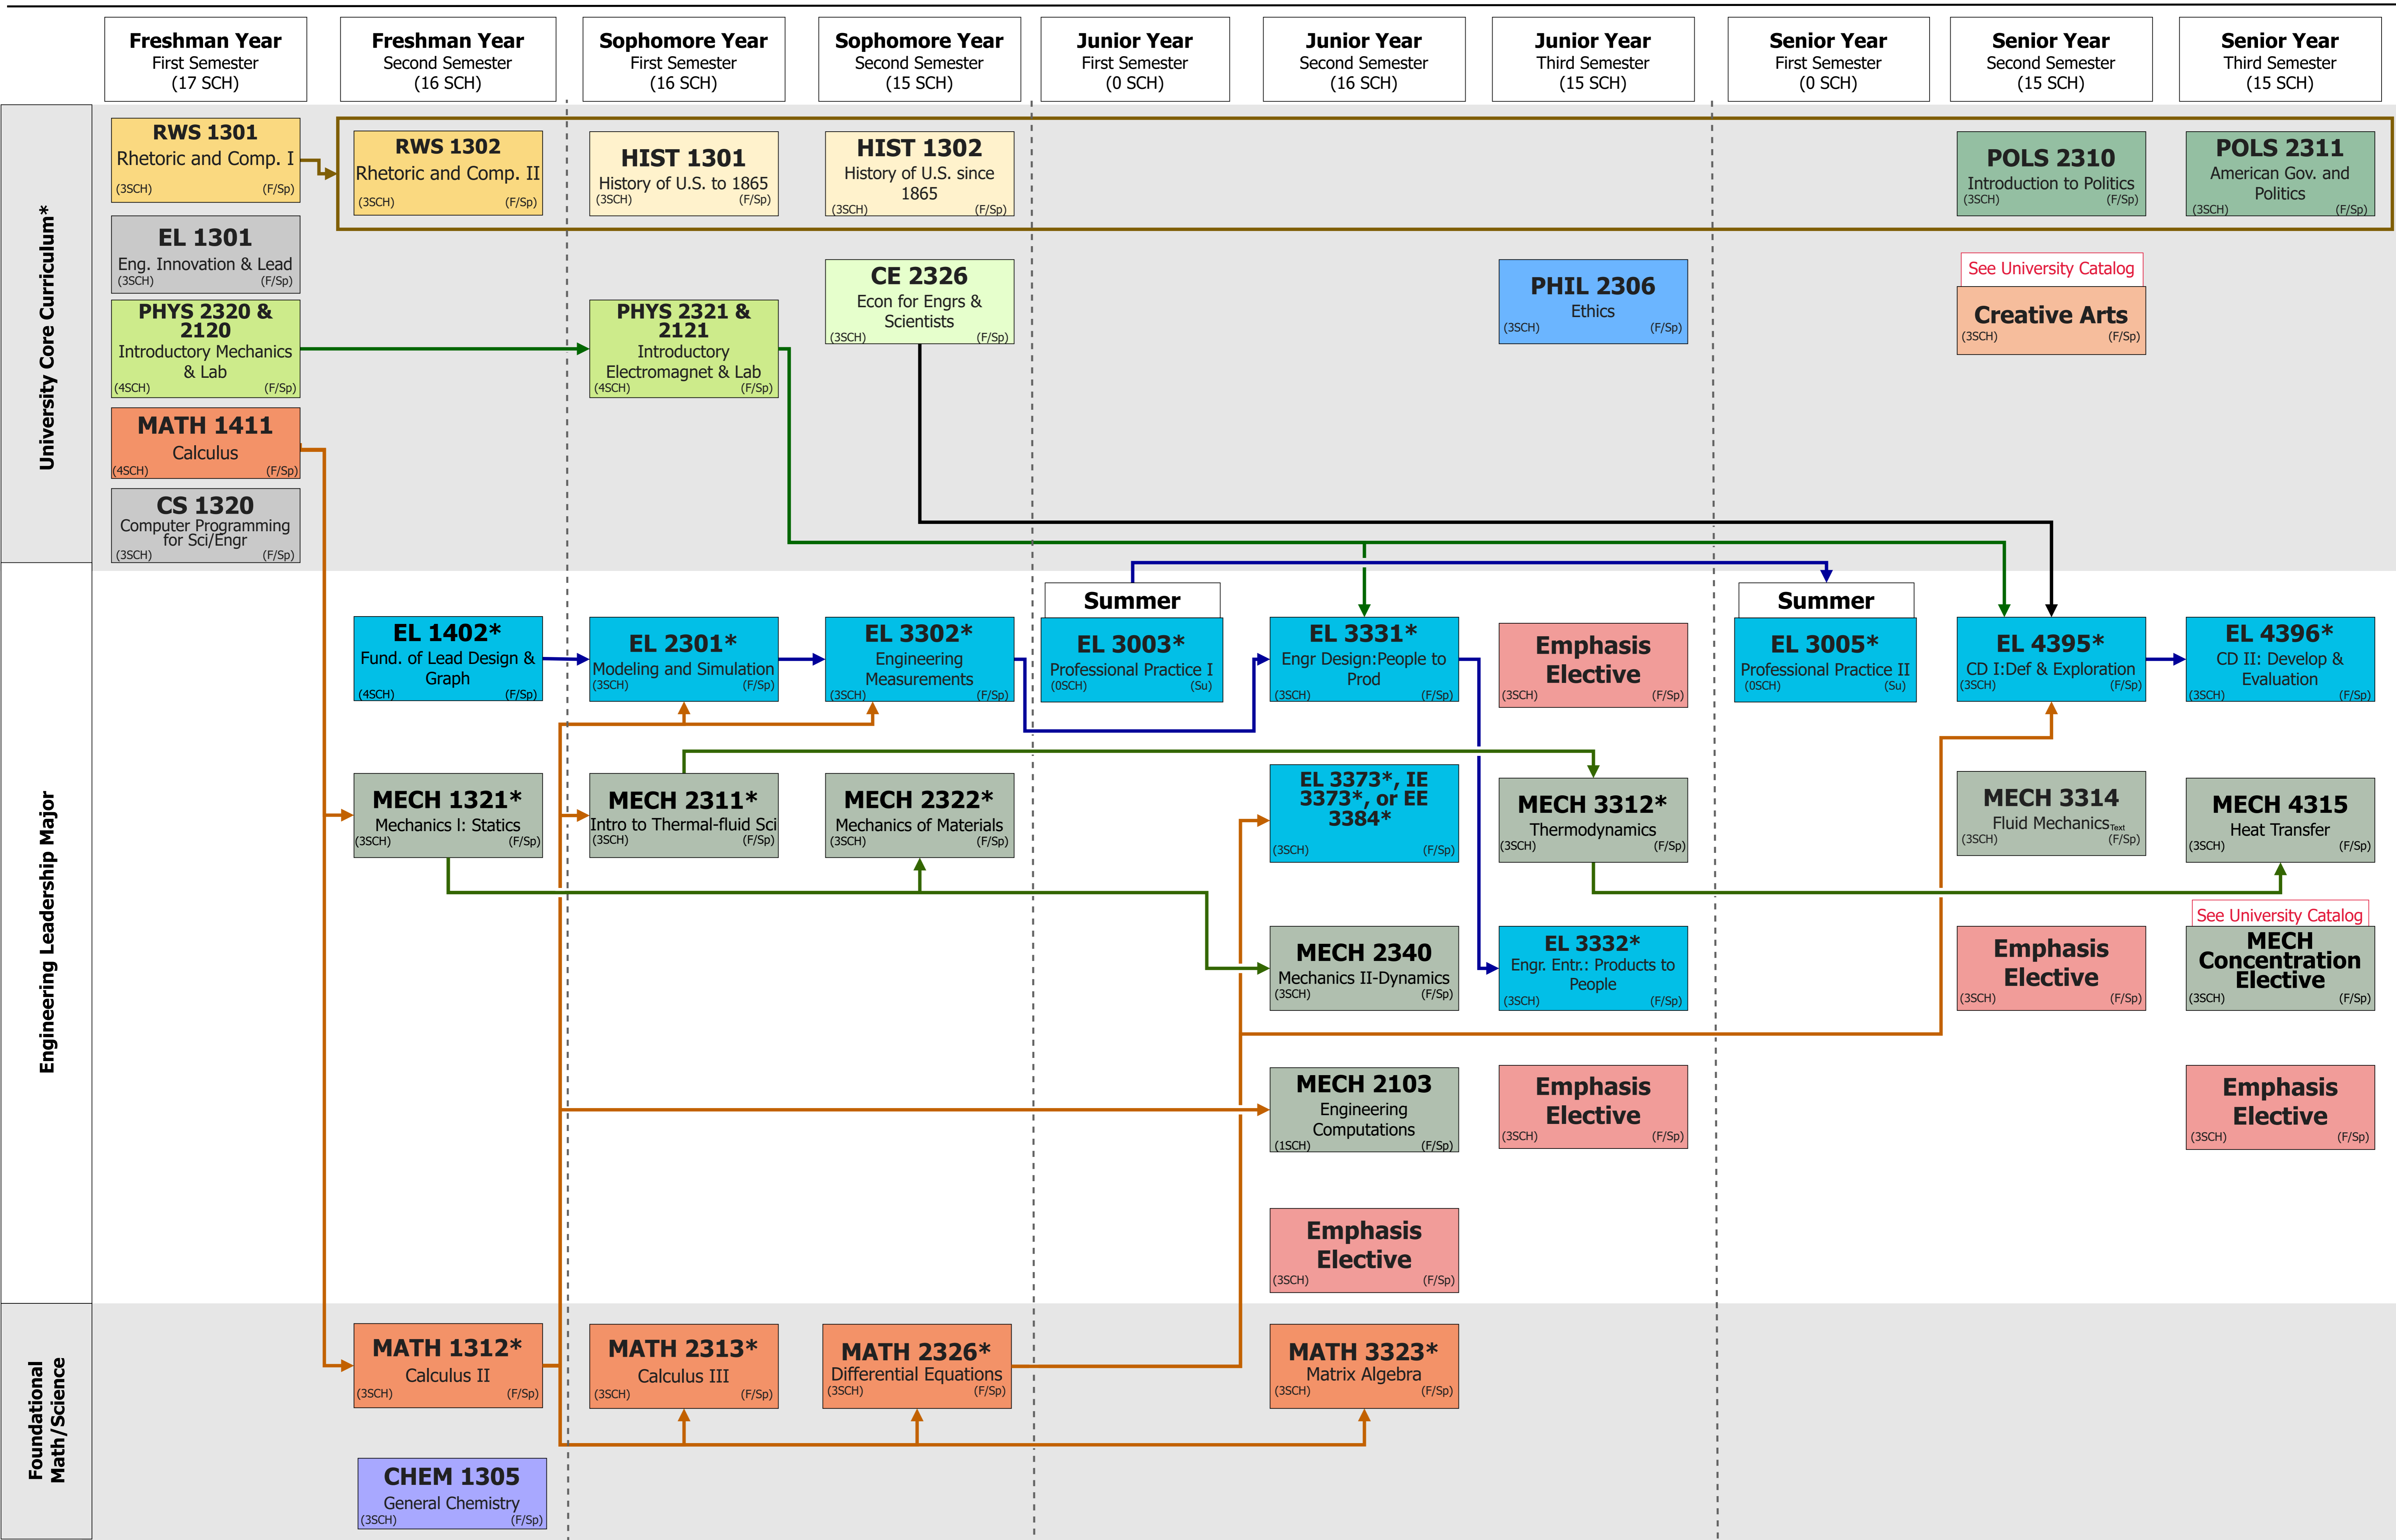 Freshman Year
First Semester
(17 SCH)
Freshman Year
Second Semester
(16 SCH)
Sophomore Year
First Semester
(16 SCH)
Sophomore Year
Second Semester
(15 SCH)
Junior Year
First Semester
(0 SCH)
Junior Year
Second Semester
(16 SCH)
Junior Year
Third Semester
(15 SCH)
Senior Year
First Semester
(0 SCH)
Senior Year
Second Semester
(15 SCH)
Senior Year
Third Semester
(15 SCH)
University Core Curriculum*
RWS 1301
Rhetoric and Comp. I
(3SCH) (F/Sp)
RWS 1302
Rhetoric and Comp. II
(3SCH) (F/Sp)
HIST 1301
History of U.S. to 1865
(3SCH) (F/Sp)
HIST 1302
History of U.S. since
1865
(3SCH) (F/Sp)
POLS 2310
Introduction to Politics
(3SCH) (F/Sp)
POLS 2311
American Gov. and
Politics
(3SCH) (F/Sp)
EL 1301
Eng. Innovation & Lead
(3SCH) (F/Sp)
CE 2326
Econ for Engrs &
Scientists
(3SCH) (F/Sp)
PHIL 2306
Ethics
(3SCH) (F/Sp)
See University Catalog
Creative Arts
(3SCH) (F/Sp)
PHYS 2320 &
2120
Introductory Mechanics
& Lab
(4SCH) (F/Sp)
PHYS 2321 &
2121
Introductory
Electromagnet & Lab
(4SCH) (F/Sp)
MATH 1411
Calculus
(4SCH) (F/Sp)
CS 1320
Computer Programming
for Sci/Engr
(3SCH) (F/Sp)
Engineering Leadership Major
EL 1402*
Fund. of Lead Design &
Graph
(4SCH) (F/Sp)
EL 2301*
Modeling and Simulation
(3SCH) (F/Sp)
EL 3302*
Engineering
Measurements
(3SCH) (F/Sp)
Summer
EL 3003*
Professional Practice I
(0SCH) (Su)
EL 3331*
Engr Design:People to
Prod
(3SCH) (F/Sp)
Emphasis
Elective
(3SCH) (F/Sp)
Summer
EL 3005*
Professional Practice II
(0SCH) (Su)
EL 4395*
CD I:Def & Exploration
(3SCH) (F/Sp)
EL 4396*
CD II: Develop &
Evaluation
(3SCH) (F/Sp)
MECH 1321*
Mechanics I: Statics
(3SCH) (F/Sp)
MECH 2311*
Intro to Thermal-fluid Sci
(3SCH) (F/Sp)
MECH 2322*
Mechanics of Materials
(3SCH) (F/Sp)
EL 3373*, IE
3373*, or EE
3384*
(3SCH) (F/Sp)
MECH 3312*
Thermodynamics
(3SCH) (F/Sp)
MECH 3314
Fluid Mechanics Text
(3SCH) (F/Sp)
MECH 4315
Heat Transfer
(3SCH) (F/Sp)
MECH 2340
Mechanics II-Dynamics
(3SCH) (F/Sp)
EL 3332*
Engr. Entr.: Products to
People
(3SCH) (F/Sp)
Emphasis
Elective
(3SCH) (F/Sp)
See University Catalog
MECH
Concentration
Elective
(3SCH) (F/Sp)
MECH 2103
Engineering
Computations
(1SCH) (F/Sp)
Emphasis
Elective
(3SCH) (F/Sp)
Emphasis
Elective
(3SCH) (F/Sp)
Emphasis
Elective
(3SCH) (F/Sp)
Foundational
Math/Science
MATH 1312*
Calculus II
(3SCH) (F/Sp)
MATH 2313*
Calculus III
(3SCH) (F/Sp)
MATH 2326*
Differential Equations
(3SCH) (F/Sp)
MATH 3323*
Matrix Algebra
(3SCH) (F/Sp)
CHEM 1305
General Chemistry
(3SCH) (F/Sp)